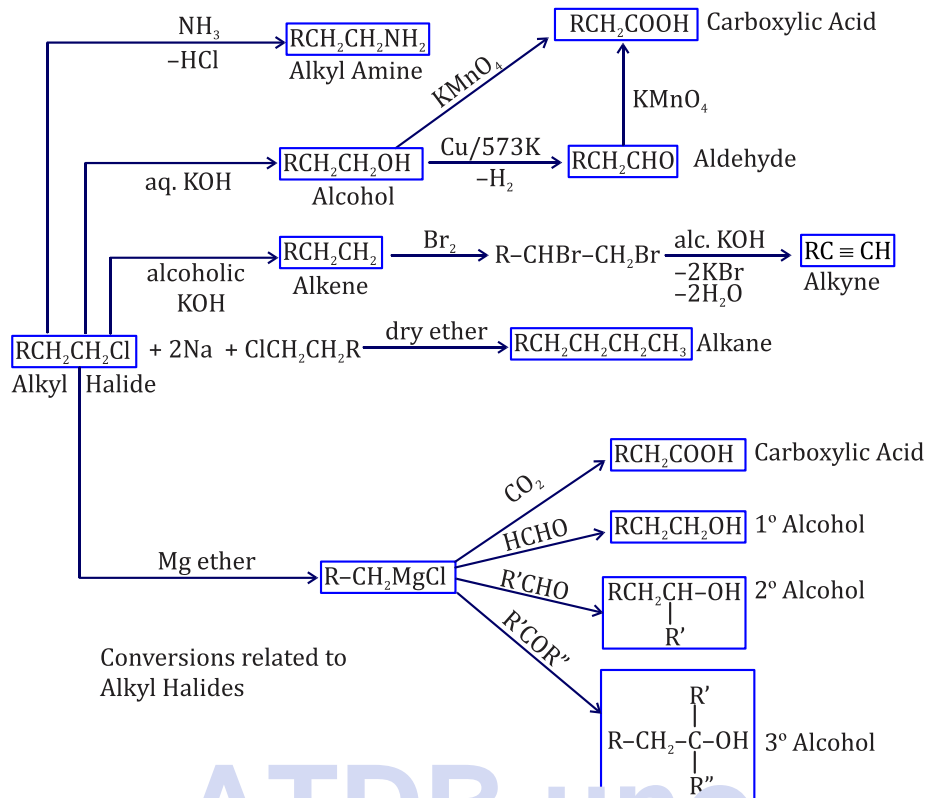 NH₃
–HCl
RCH₂CH₂NH₂
Alkyl Amine
KMnO₄
RCH₂COOH Carboxylic Acid
KMnO₄
aq. KOH
RCH₂CH₂OH
Alcohol
Cu/573K
–H₂
RCH₂CHO Aldehyde
alcoholic
KOH
RCH₂CH₂
Alkene
Br₂
R–CHBr–CH₂Br
alc. KOH
–2KBr
–2H₂O
RC ≡ CH
Alkyne
RCH₂CH₂Cl + 2Na + ClCH₂CH₂R
Alkyl Halide
dry ether
RCH₂CH₂CH₂CH₃ Alkane
Mg ether
R–CH₂MgCl
CO₂
RCH₂COOH Carboxylic Acid
HCHO
RCH₂CH₂OH 1º Alcohol
R’CHO
RCH₂CH–OH 2º Alcohol
R’
R’COR”
R’
R–CH₂–C–OH 3º Alcohol
R”
Conversions related to
Alkyl Halides